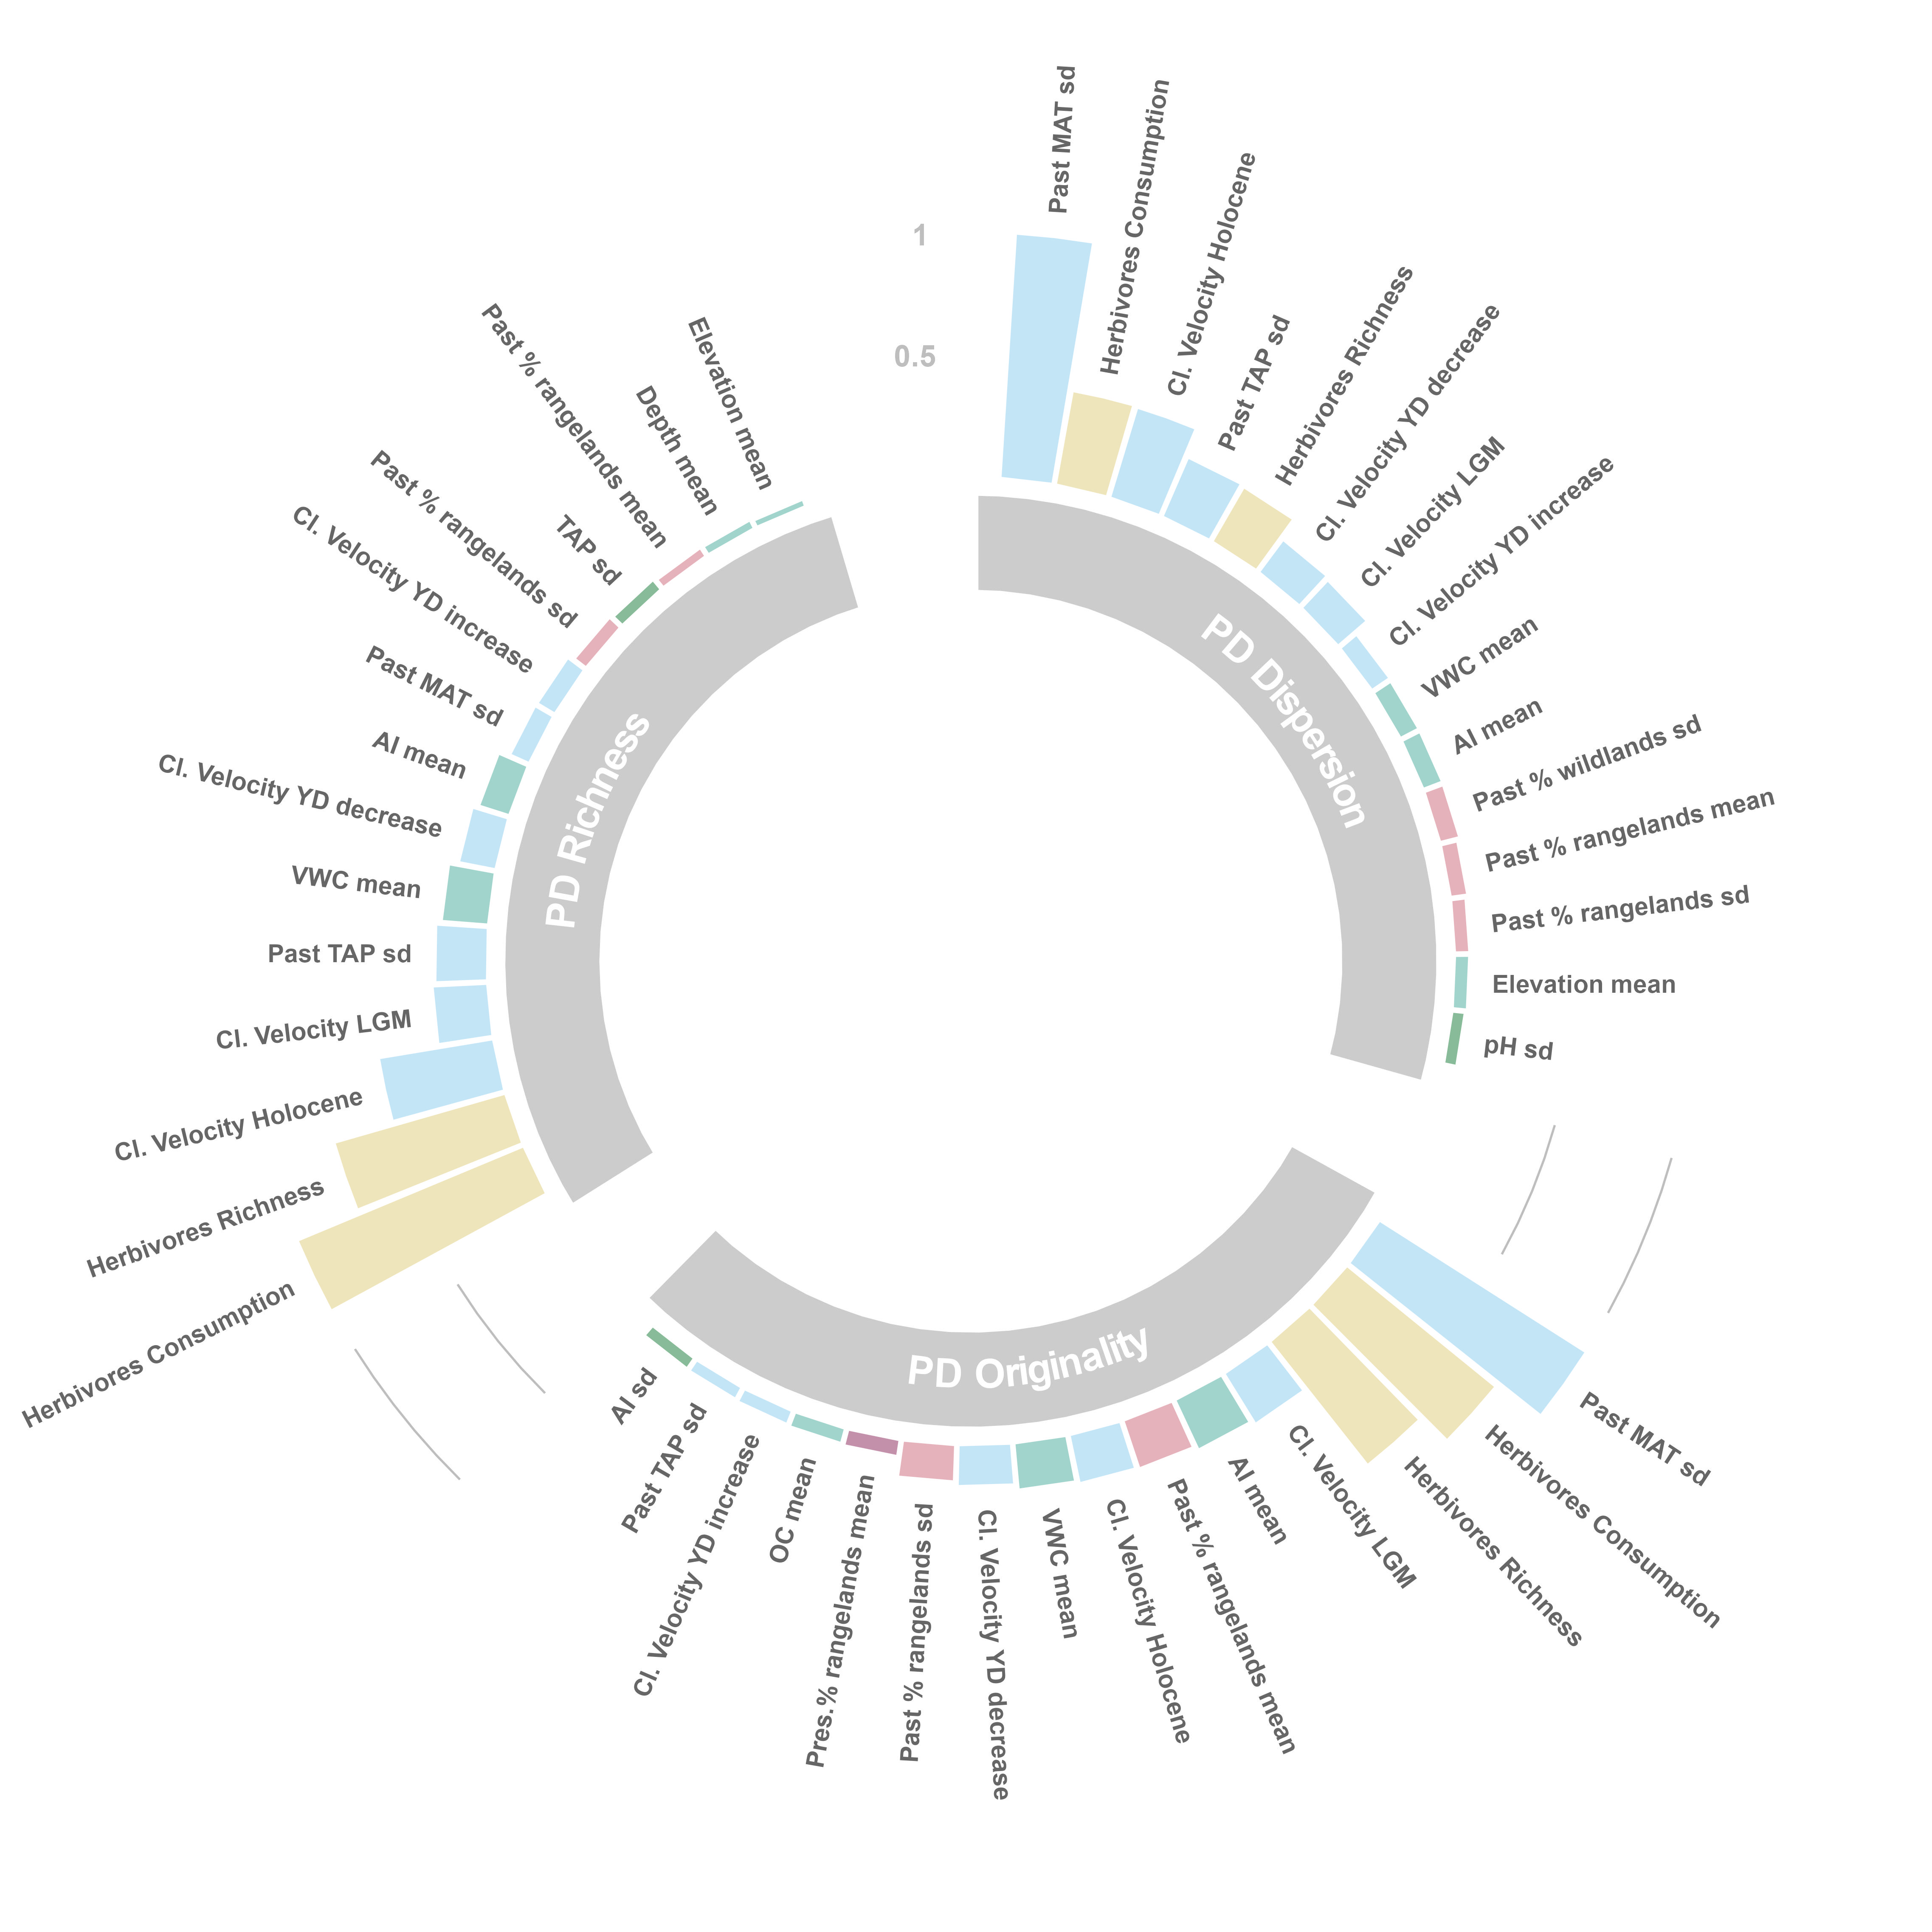 1
0.5
PD Dispersion
Past MAT sd
Herbivores Consumption
Cl. Velocity Holocene
Past TAP sd
Herbivores Richness
Cl. Velocity YD decrease
Cl. Velocity LGM
Cl. Velocity YD increase
VWC mean
AI mean
Past % wildlands sd
Past % rangelands mean
Past % rangelands sd
Elevation mean
pH sd
PD Originality
Past MAT sd
Herbivores Consumption
Herbivores Richness
Cl. Velocity LGM
AI mean
Past % rangelands mean
Cl. Velocity Holocene
VWC mean
Cl. Velocity YD decrease
Past % rangelands sd
Pres.% rangelands mean
OC mean
Cl. Velocity YD increase
Past TAP sd
AI sd
PD Richness
Herbivores Consumption
Herbivores Richness
Cl. Velocity Holocene
Cl. Velocity LGM
Past TAP sd
VWC mean
Cl. Velocity YD decrease
AI mean
Past MAT sd
Cl. Velocity YD increase
Past % rangelands sd
TAP sd
Past % rangelands mean
Depth mean
Elevation mean